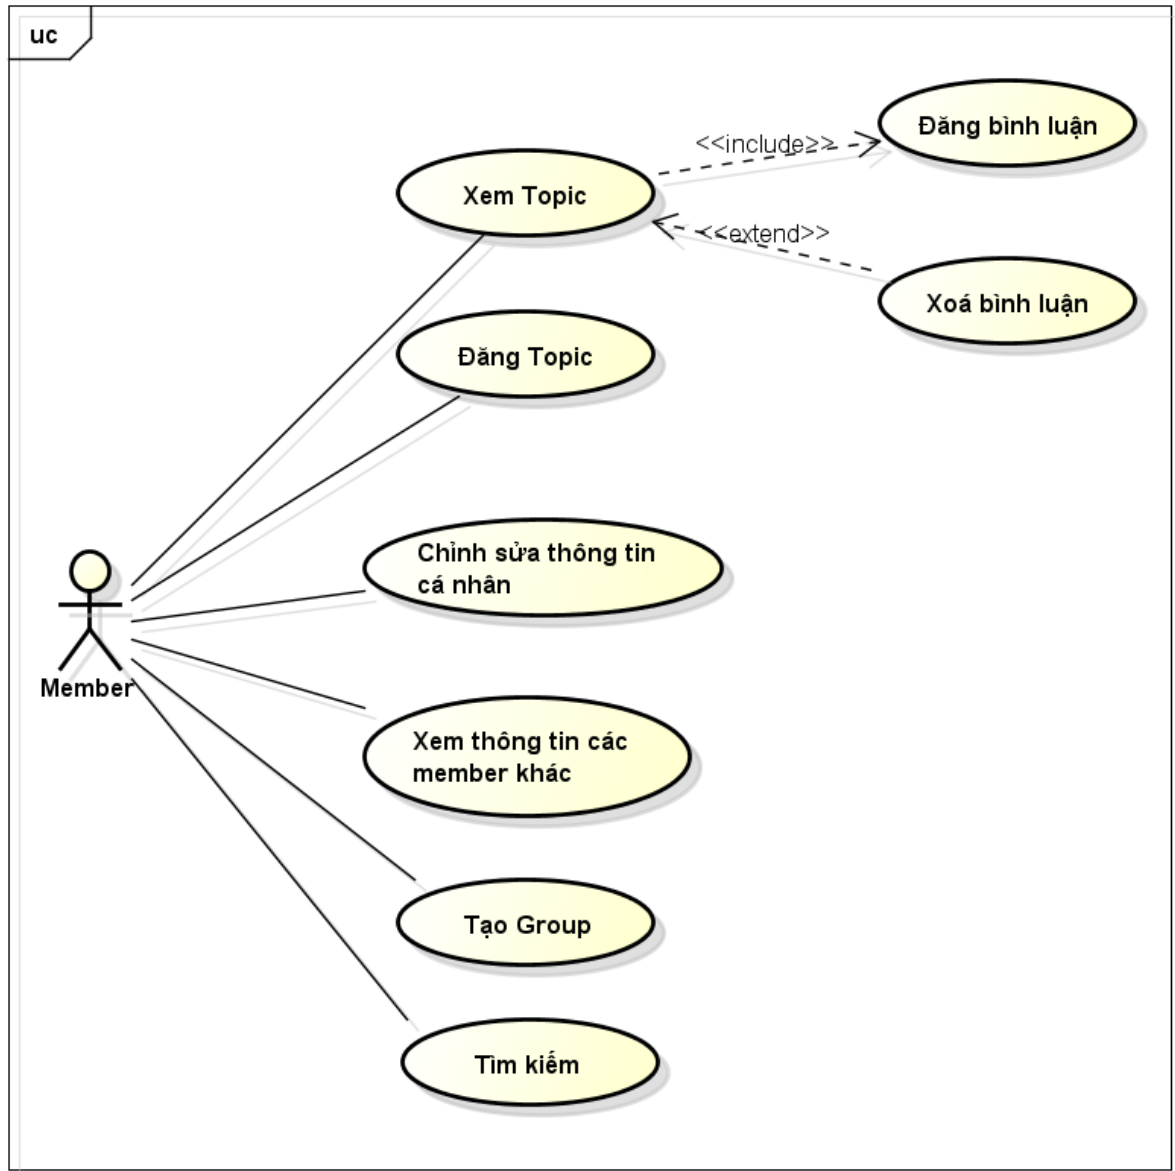 uc
Đăng bình luận
<<include>>
Xem Topic
<<extend>>
Xoá bình luận
Đăng Topic
Chỉnh sửa thông tin
cá nhân
Member
Xem thông tin các
member khác
Tạo Group
Tìm kiếm